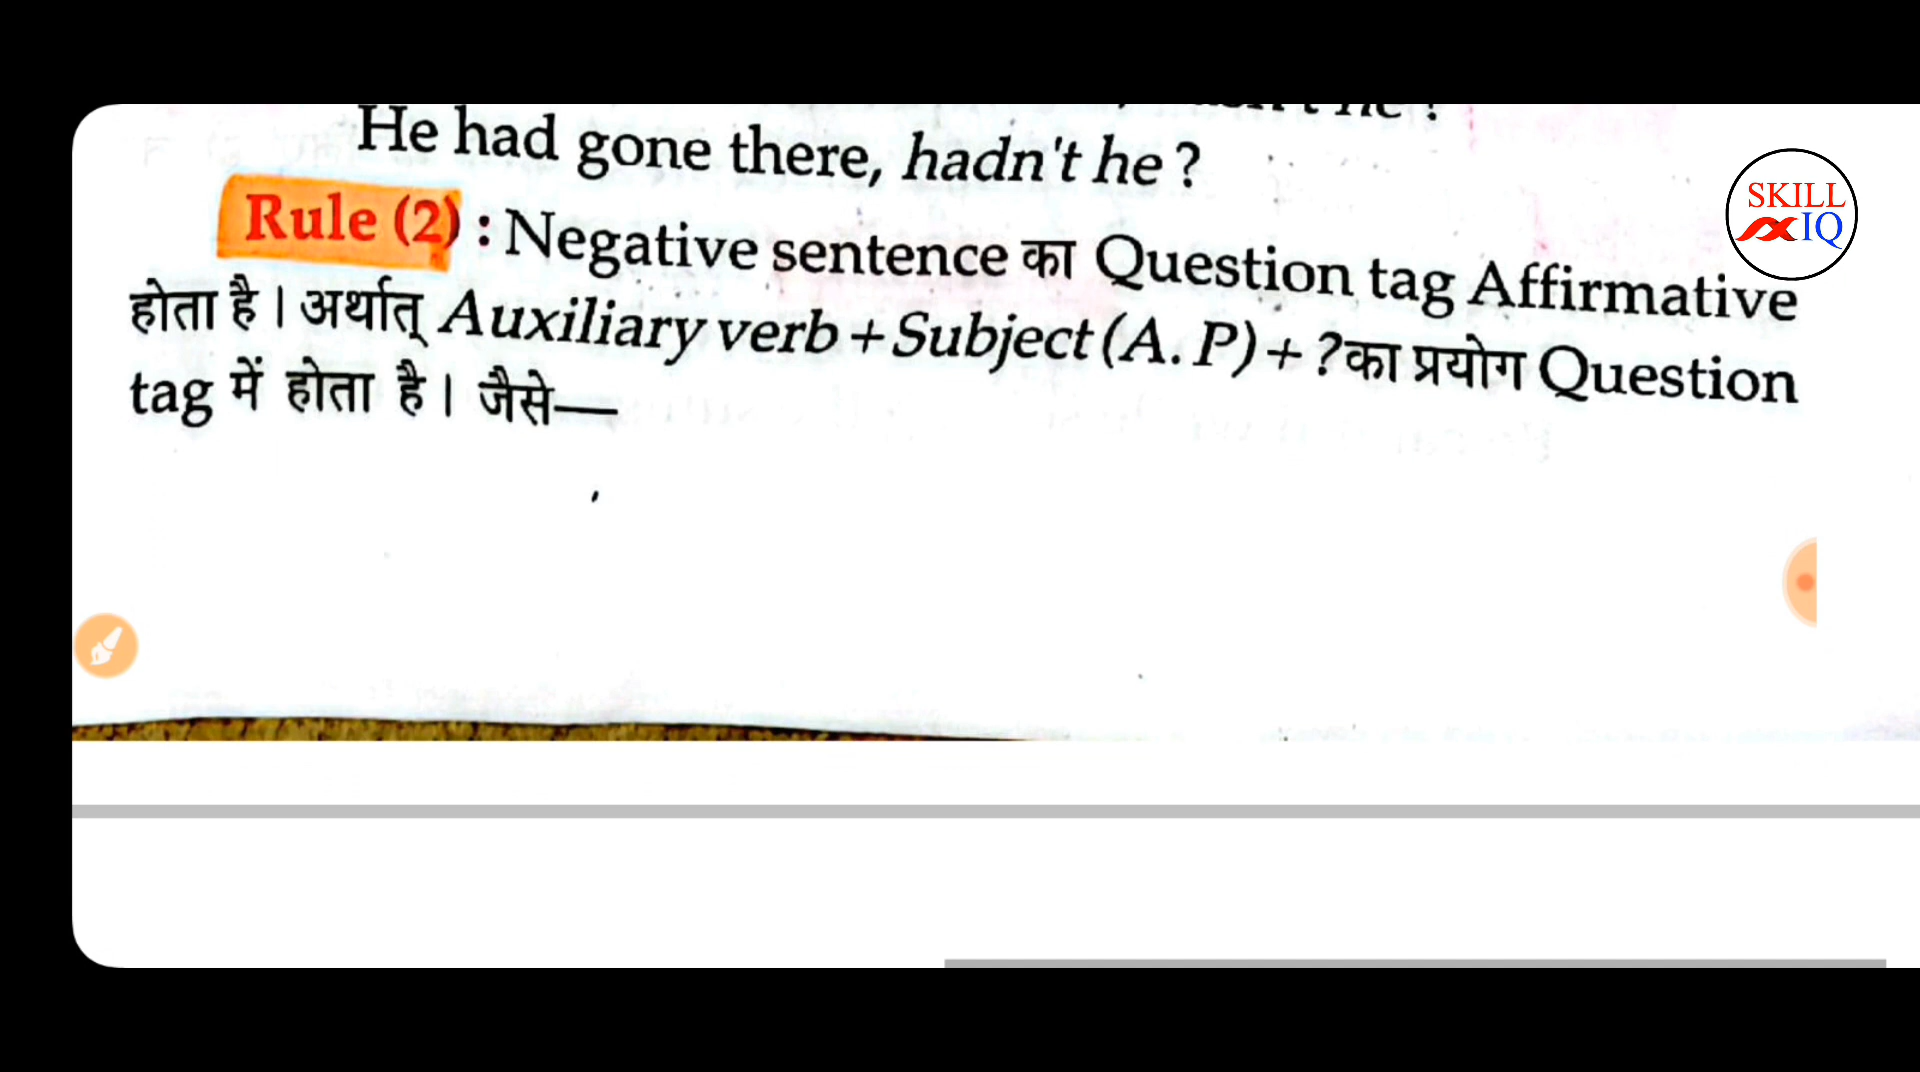 He had gone there, hadn't he ?
Rule (2) : Negative sentence का Question tag Affirmative
होता है । अर्थात् Auxiliary verb + Subject (A. P) + ? का प्रयोग Question
tag में होता है । जैसे—
SKILL
IQ